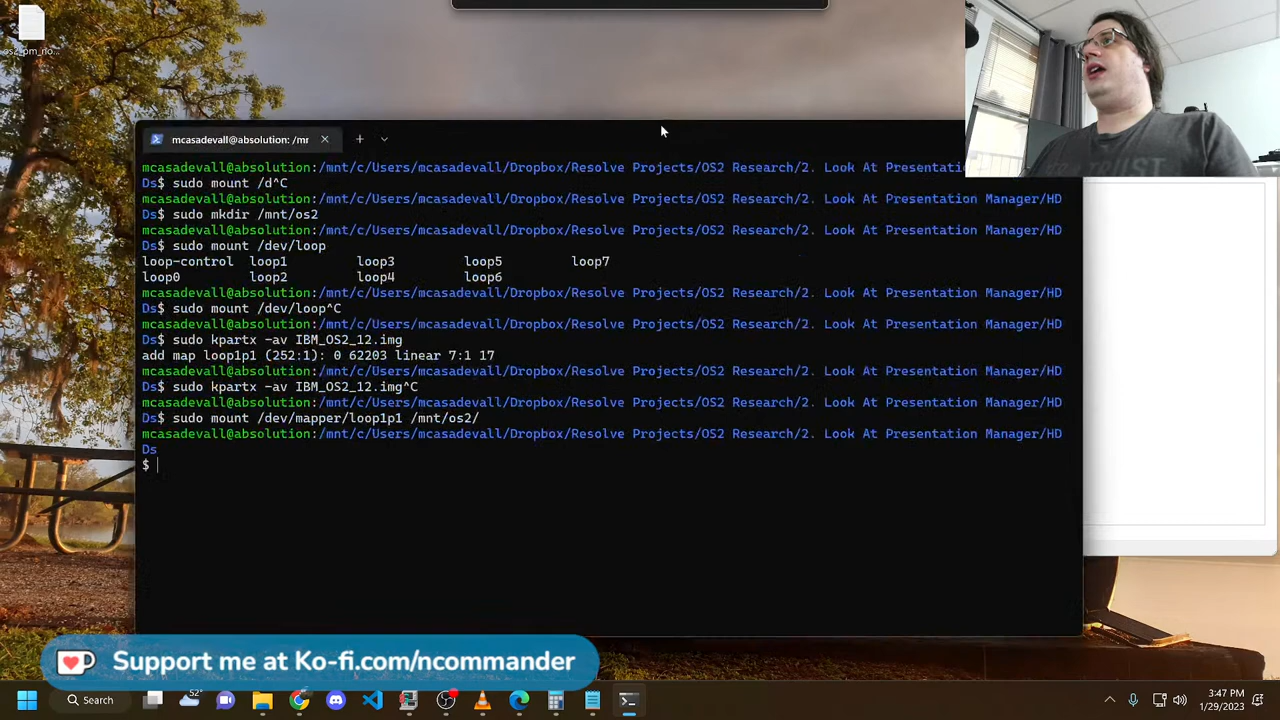 os2_pm_no...
mcasadevall@absolution: /mr
mcasadevall@absolution:/mnt/c/Users/mcasadevall/Dropbox/Resolve Projects/OS2 Research/2. Look At Presentation
Ds$ sudo mount /d^C
mcasadevall@absolution:/mnt/c/Users/mcasadevall/Dropbox/Resolve Projects/OS2 Research/2. Look At Presentation Manager/HD
Ds$ sudo mkdir /mnt/os2
mcasadevall@absolution:/mnt/c/Users/mcasadevall/Dropbox/Resolve Projects/OS2 Research/2. Look At Presentation Manager/HD
Ds$ sudo mount /dev/loop
loop-control loop1 loop3 loop5 loop7
loop0 loop2 loop4 loop6
mcasadevall@absolution:/mnt/c/Users/mcasadevall/Dropbox/Resolve Projects/OS2 Research/2. Look At Presentation Manager/HD
Ds$ sudo mount /dev/loop^C
mcasadevall@absolution:/mnt/c/Users/mcasadevall/Dropbox/Resolve Projects/OS2 Research/2. Look At Presentation Manager/HD
Ds$ sudo kpartx -av IBM_OS2_12.img
add map loop1p1 (252:1): 0 62203 linear 7:1 17
mcasadevall@absolution:/mnt/c/Users/mcasadevall/Dropbox/Resolve Projects/OS2 Research/2. Look At Presentation Manager/HD
Ds$ sudo kpartx -av IBM_OS2_12.img^C
mcasadevall@absolution:/mnt/c/Users/mcasadevall/Dropbox/Resolve Projects/OS2 Research/2. Look At Presentation Manager/HD
Ds$ sudo mount /dev/mapper/loop1p1 /mnt/os2/
mcasadevall@absolution:/mnt/c/Users/mcasadevall/Dropbox/Resolve Projects/OS2 Research/2. Look At Presentation Manager/HD
Ds
$
Support me at Ko-fi.com/ncommander
Search
52°
3:47 PM
1/29/2023